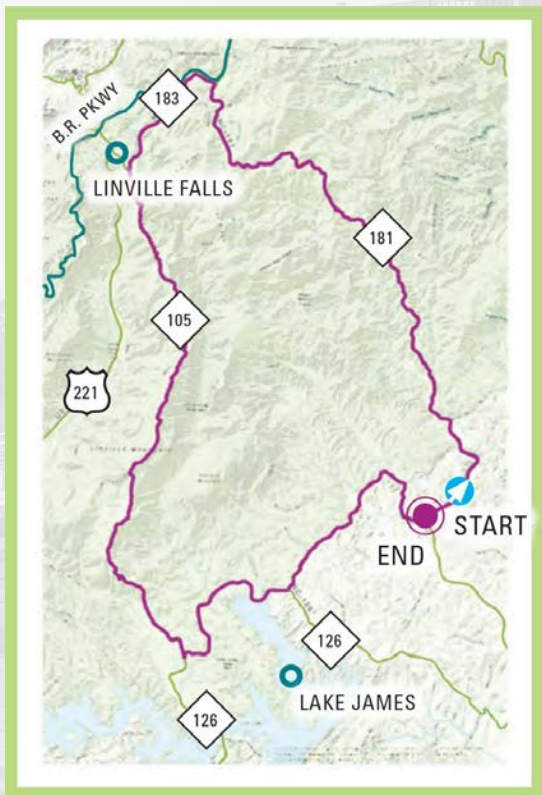 183
B.R. PKWY
LINVILLE FALLS
181
105
221
START
END
126
LAKE JAMES
126